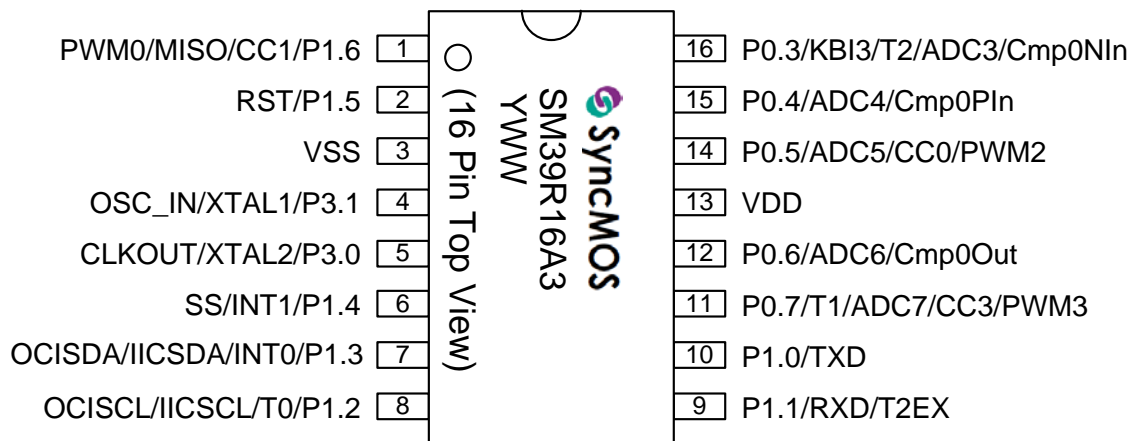 PWM0/MISO/CC1/P1.6 1
RST/P1.5 2
VSS 3
OSC_IN/XTAL1/P3.1 4
CLKOUT/XTAL2/P3.0 5
SS/INT1/P1.4 6
OCISDA/IICSDA/INT0/P1.3 7
OCISCL/IICSCL/T0/P1.2 8
SyncMOS
SM39R16A3
YWW
(16 Pin Top View)
16 P0.3/KBI3/T2/ADC3/Cmp0NIn
15 P0.4/ADC4/Cmp0PIn
14 P0.5/ADC5/CC0/PWM2
13 VDD
12 P0.6/ADC6/Cmp0Out
11 P0.7/T1/ADC7/CC3/PWM3
10 P1.0/TXD
9 P1.1/RXD/T2EX